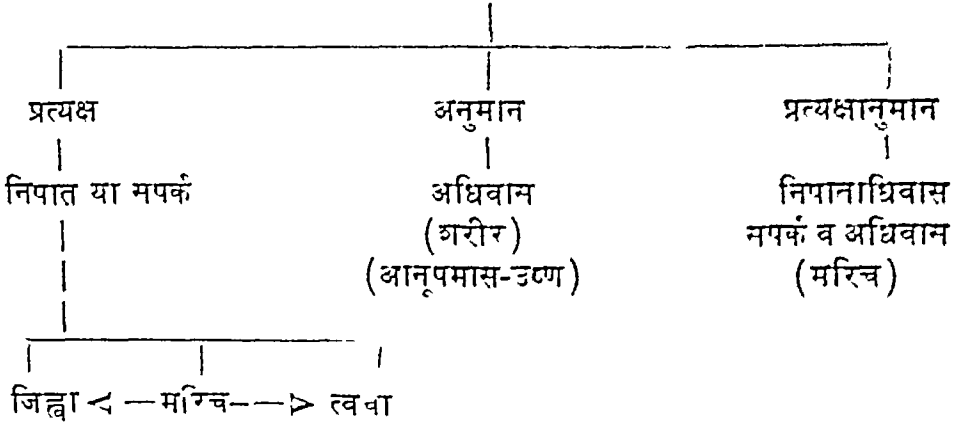 प्रत्यक्ष अनुमान प्रत्यक्षानुमान
निपात या सपर्क अधिवास निपाताधिवास
(शरीर) सपर्क व अधिवास
(आनूपमास-उष्ण) (मरिच)
जिह्वा < — मरिच--—> त्वचा